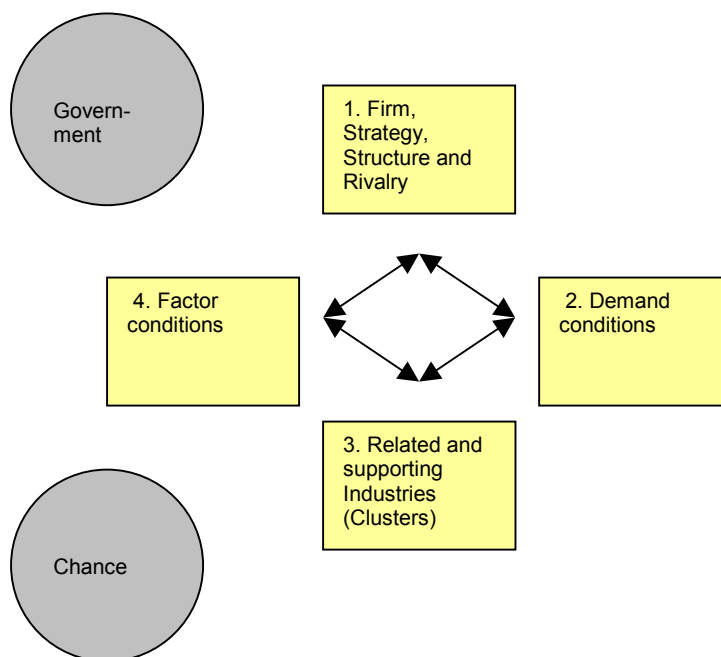 Govern-
ment
1. Firm,
Strategy,
Structure and
Rivalry
4. Factor
conditions
2. Demand
conditions
3. Related and
supporting
Industries
(Clusters)
Chance